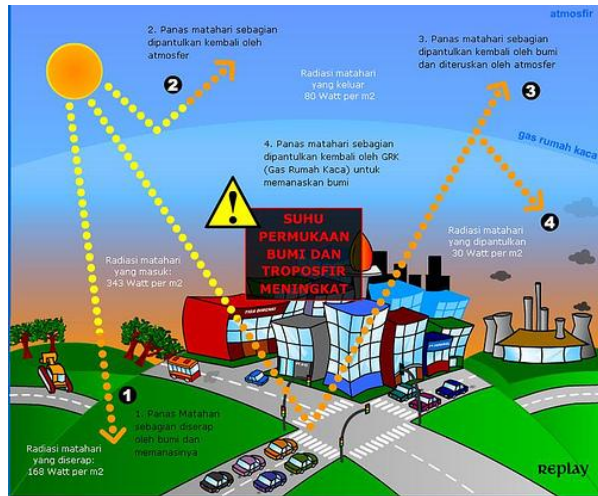 atmosfir
2. Panas matahari sebagian
dipantulkan kembali oleh
atmosfer
2
3. Panas matahari sebagian
dipantulkan kembali oleh bumi
dan diteruskan oleh atmosfer
3
Radiasi matahari
yang keluar
80 Watt per m2
gas rumah kaca
4. Panas matahari sebagian
dipantulkan kembali oleh GRK
(Gas Rumah Kaca) untuk
memanaskan bumi
!
SUHU
PERMUKAAN
BUMI DAN
TROPOSFIR
MENINGKAT
4
Radiasi matahari
yang dipantulkan
30 Watt per m2
Radiasi matahari
yang masuk:
343 Watt per m2
1
1. Panas Matahari
sebagian diserap
oleh bumi dan
memanasinya
Radiasi matahari
yang diserap:
168 Watt per m2
REPLAY